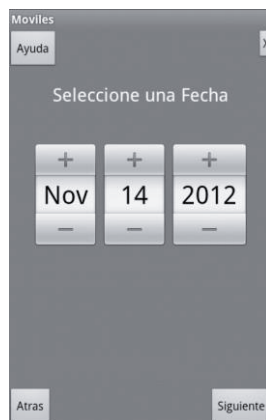 Moviles
Ayuda
X
Seleccione una Fecha
+ + +
Nov 14 2012
− − −
Atras
Siguiente